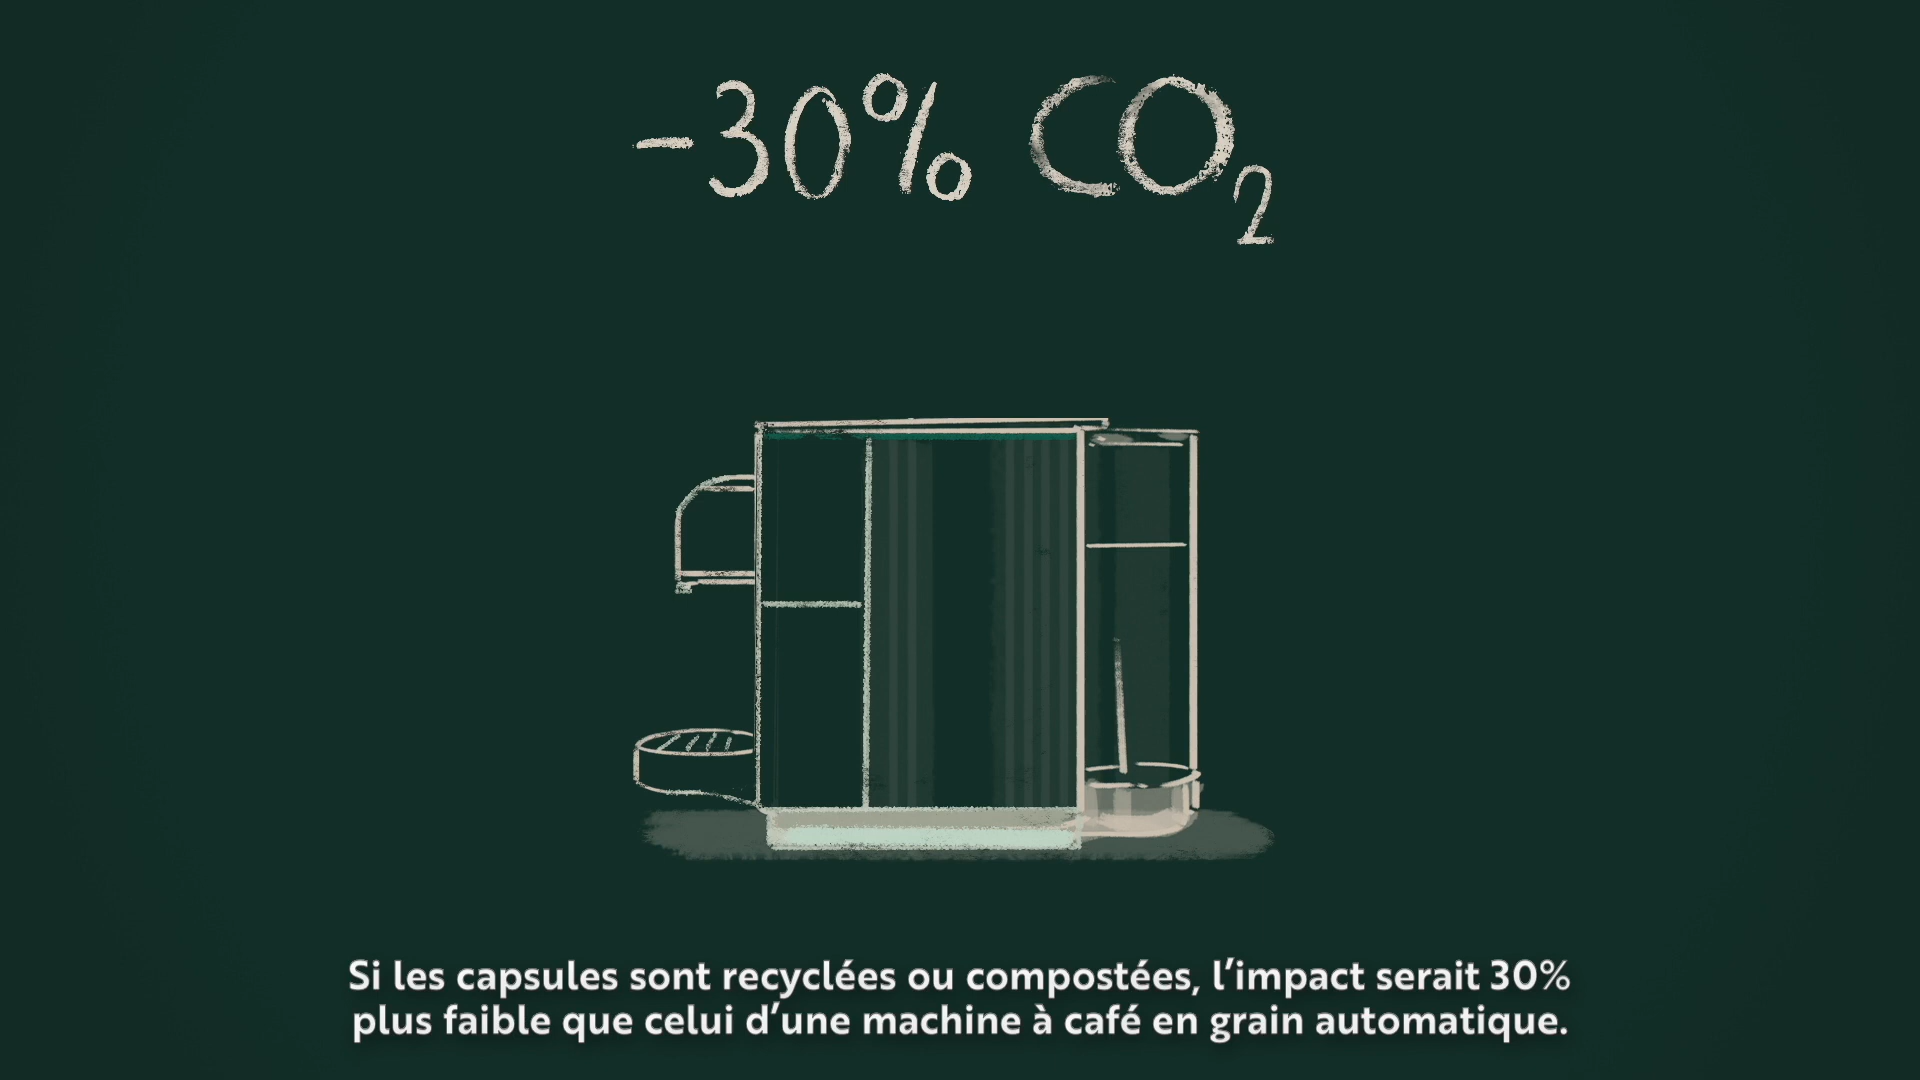 -30% CO₂
Si les capsules sont recyclées ou compostées, l’impact serait 30%
plus faible que celui d’une machine à café en grain automatique.